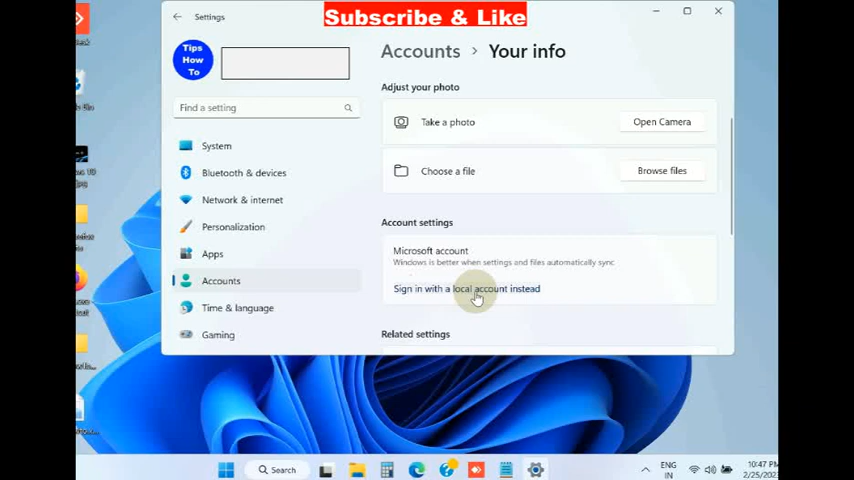 Subscribe & Like
Settings
Tips
How
To
Accounts > Your info
Find a setting
System
Bluetooth & devices
Network & internet
Personalization
Apps
Accounts
Time & language
Gaming
Adjust your photo
Take a photo
Open Camera
Choose a file
Browse files
Account settings
Microsoft account
Windows is better when settings and files automatically sync
Sign in with a local account instead
Related settings
Search
ENG
IN
10:47 PM